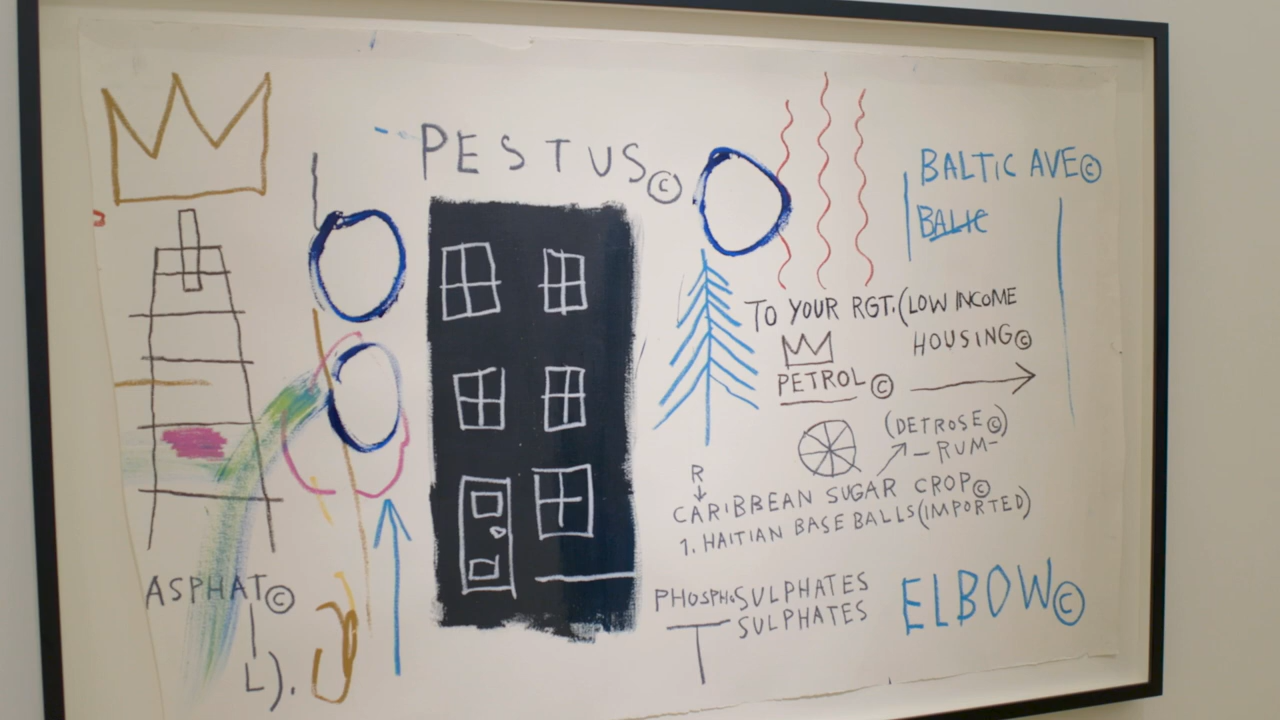 PESTUS©
BALTIC AVE©
BALTC
TO YOUR RGT. (LOW INCOME
HOUSING©
PETROL ©
(DETROSE©)
–RUM–
R
CARIBBEAN SUGAR CROP©
1. HAITIAN BASE BALLS (IMPORTED)
ASPHAT©
L).
PHOSPHOSULPHATES
SULPHATES
ELBOW©